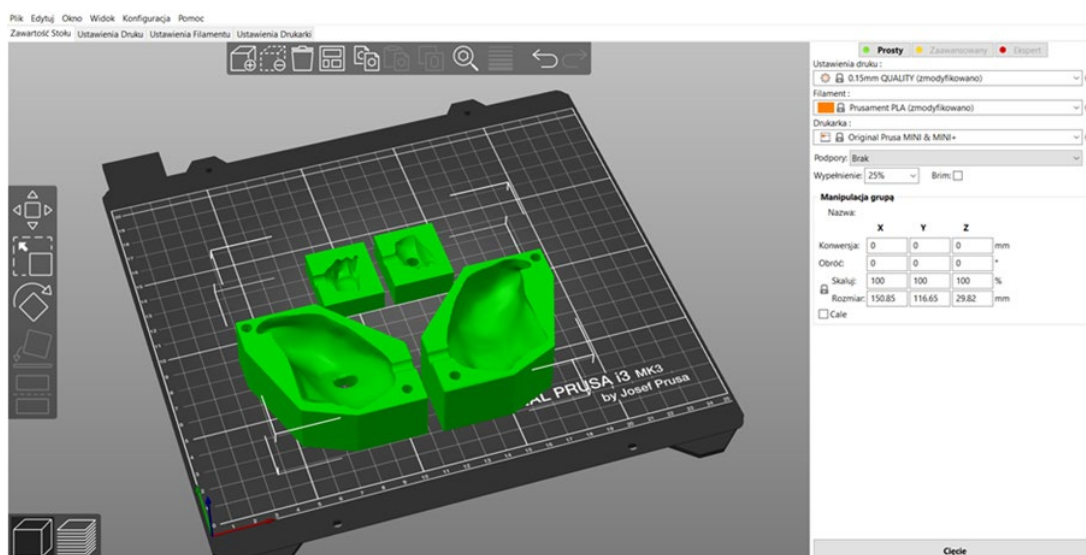 Plik Edytuj Okno Widok Konfiguracja Pomoc
Zawartość Stołu Ustawienia Druku Ustawienia Filamentu Ustawienia Drukarki
Prosty Zaawansowany Ekspert
Ustawienia druku :
0.15mm QUALITY (zmodyfikowano)
Filament :
Prusament PLA (zmodyfikowano)
Drukarka :
Original Prusa MINI & MINI+
Podpory: Brak
Wypełnienie: 25% Brim:
Manipulacja grupą
Nazwa:
X Y Z
Konwersja: 0 0 0 mm
Obróć: 0 0 0 °
Skaluj: 100 100 100 %
Rozmiar: 150.85 116.65 29.82 mm
Cale
AL PRUSA i3 MK3
by Josef Prusa
Cięcie